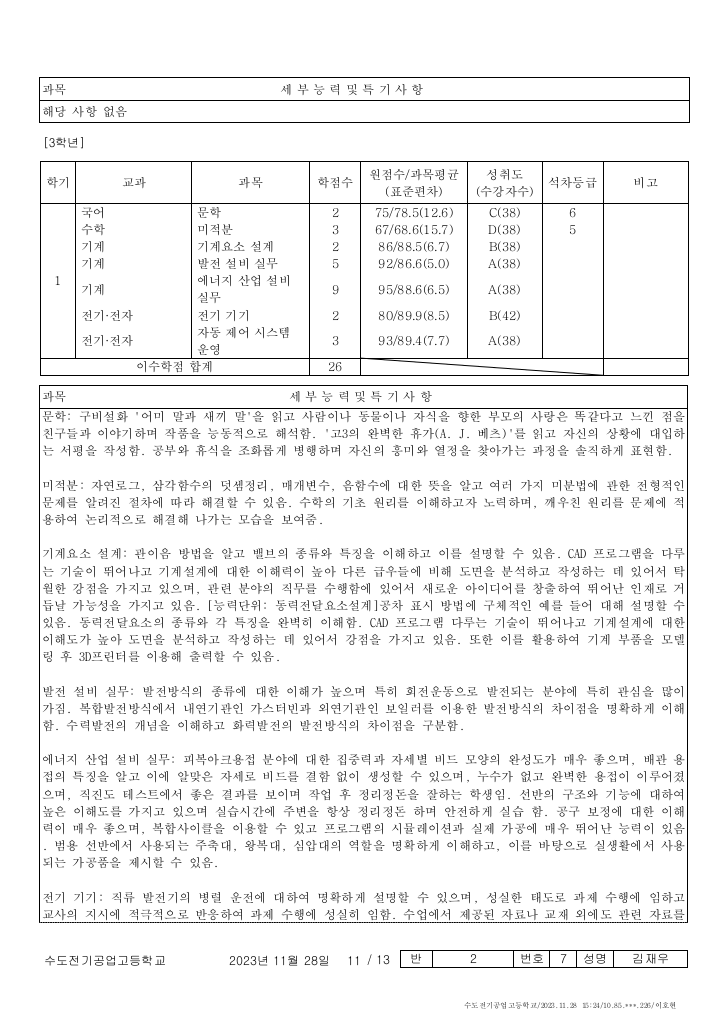 과목 세 부 능 력 및 특 기 사 항
해당 사항 없음
[3학년]
학기 교과 과목 학점수 원점수/과목평균 (표준편차) 성취도 (수강자수) 석차등급 비고
1
국어 문학 2 75/78.5(12.6) C(38) 6
수학 미적분 3 67/68.6(15.7) D(38) 5
기계 기계요소 설계 2 86/88.5(6.7) B(38)
기계 발전 설비 실무 5 92/86.6(5.0) A(38)
기계 에너지 산업 설비 실무 9 95/88.6(6.5) A(38)
전기·전자 전기 기기 2 80/89.9(8.5) B(42)
전기·전자 자동 제어 시스템 운영 3 93/89.4(7.7) A(38)
이수학점 합계 26
과목 세 부 능 력 및 특 기 사 항
문학: 구비설화 '어미 말과 새끼 말'을 읽고 사람이나 동물이나 자식을 향한 부모의 사랑은 똑같다고 느낀 점을
친구들과 이야기하며 작품을 능동적으로 해석함. '고3의 완벽한 휴가(A. J. 베츠)'를 읽고 자신의 상황에 대입하
는 서평을 작성함. 공부와 휴식을 조화롭게 병행하며 자신의 흥미와 열정을 찾아가는 과정을 솔직하게 표현함.
미적분: 자연로그, 삼각함수의 덧셈정리, 매개변수, 음함수에 대한 뜻을 알고 여러 가지 미분법에 관한 전형적인
문제를 알려진 절차에 따라 해결할 수 있음. 수학의 기초 원리를 이해하고자 노력하며, 깨우친 원리를 문제에 적
용하여 논리적으로 해결해 나가는 모습을 보여줌.
기계요소 설계: 관이음 방법을 알고 밸브의 종류와 특징을 이해하고 이를 설명할 수 있음. CAD 프로그램을 다루
는 기술이 뛰어나고 기계설계에 대한 이해력이 높아 다른 급우들에 비해 도면을 분석하고 작성하는 데 있어서 탁
월한 강점을 가지고 있으며, 관련 분야의 직무를 수행함에 있어서 새로운 아이디어를 창출하여 뛰어난 인재로 거
듭날 가능성을 가지고 있음. [능력단위: 동력전달요소설계]공차 표시 방법에 구체적인 예를 들어 대해 설명할 수
있음. 동력전달요소의 종류와 각 특징을 완벽히 이해함. CAD 프로그램 다루는 기술이 뛰어나고 기계설계에 대한
이해도가 높아 도면을 분석하고 작성하는 데 있어서 강점을 가지고 있음. 또한 이를 활용하여 기계 부품을 모델
링 후 3D프린터를 이용해 출력할 수 있음.
발전 설비 실무: 발전방식의 종류에 대한 이해가 높으며 특히 회전운동으로 발전되는 분야에 특히 관심을 많이
가짐. 복합발전방식에서 내연기관인 가스터빈과 외연기관인 보일러를 이용한 발전방식의 차이점을 명확하게 이해
함. 수력발전의 개념을 이해하고 화력발전의 발전방식의 차이점을 구분함.
에너지 산업 설비 실무: 피복아크용접 분야에 대한 집중력과 자세별 비드 모양의 완성도가 매우 좋으며, 배관 용
접의 특징을 알고 이에 알맞은 자세로 비드를 결함 없이 생성할 수 있으며, 누수가 없고 완벽한 용접이 이루어졌
으며, 직진도 테스트에서 좋은 결과를 보이며 작업 후 정리정돈을 잘하는 학생임. 선반의 구조와 기능에 대하여
높은 이해도를 가지고 있으며 실습시간에 주변을 항상 정리정돈 하며 안전하게 실습 함. 공구 보정에 대한 이해
력이 매우 좋으며, 복합사이클을 이용할 수 있고 프로그램의 시뮬레이션과 실제 가공에 매우 뛰어난 능력이 있음
. 범용 선반에서 사용되는 주축대, 왕복대, 심압대의 역할을 명확하게 이해하고, 이를 바탕으로 실생활에서 사용
되는 가공품을 제시할 수 있음.
전기 기기: 직류 발전기의 병렬 운전에 대하여 명확하게 설명할 수 있으며, 성실한 태도로 과제 수행에 임하고
교사의 지시에 적극적으로 반응하여 과제 수행에 성실히 임함. 수업에서 제공된 자료나 교재 외에도 관련 자료를
수도전기공업고등학교 2023년 11월 28일 11 / 13 반 2 번호 7 성명 김재우
수도전기공업고등학교/2023.11.28 15:24/10.85.***.226/이호현